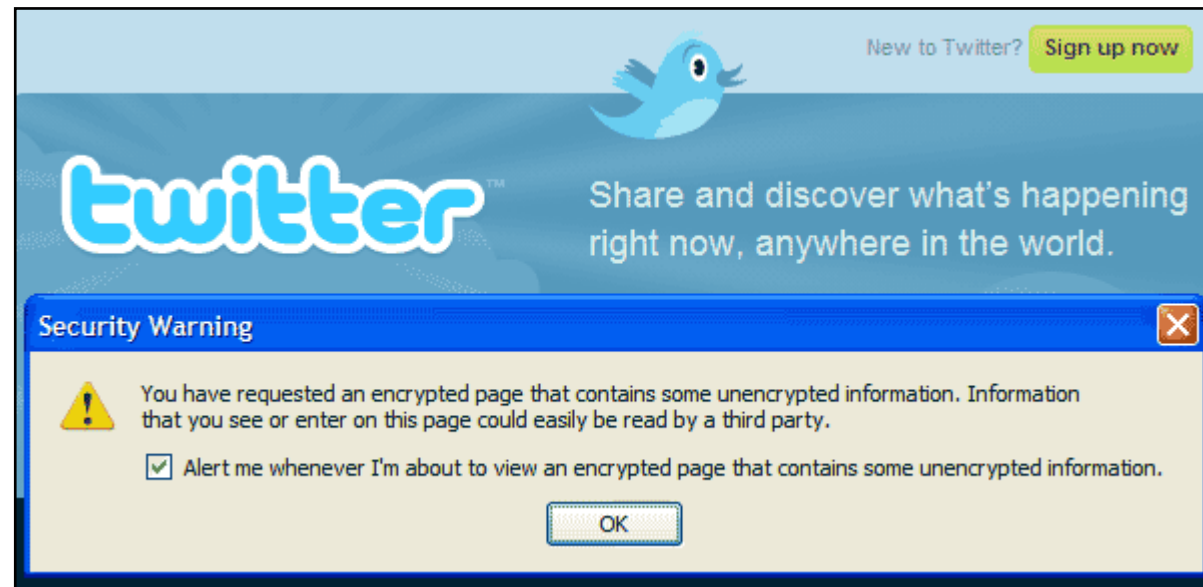 New to Twitter? Sign up now
twitter™
Share and discover what's happening
right now, anywhere in the world.
Security Warning
You have requested an encrypted page that contains some unencrypted information. Information
that you see or enter on this page could easily be read by a third party.
Alert me whenever I'm about to view an encrypted page that contains some unencrypted information.
OK